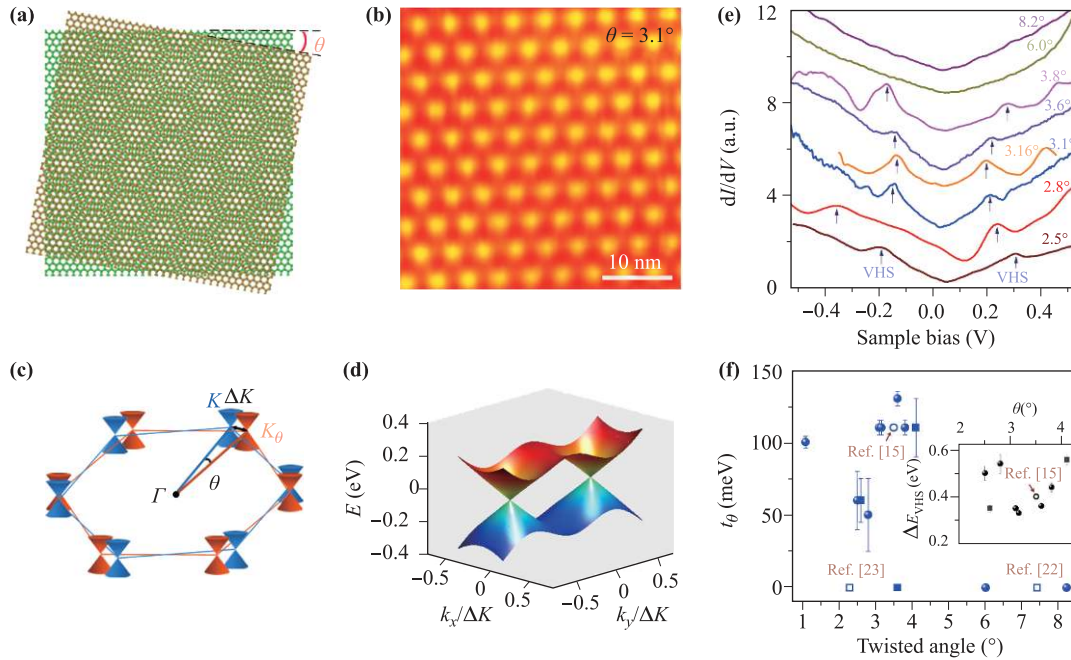 (a)
θ
(b)
θ = 3.1°
10 nm
(c)
K
ΔK
K_θ
Γ
θ
(d)
E (eV)
0.4
0.2
0
−0.2
−0.4
−0.5
0
0.5
k_x/ΔK
−0.5
0
0.5
k_y/ΔK
(e)
dI/dV (a.u.)
12
8
4
0
8.2°
6.0°
3.8°
3.6°
3.16°
3.1°
2.8°
2.5°
VHS
VHS
−0.4
−0.2
0.0
0.2
0.4
Sample bias (V)
(f)
t_θ (meV)
150
100
50
0
Ref. [15]
Ref. [23]
Ref. [22]
1
2
3
4
5
6
7
8
Twisted angle (°)
θ(°)
2
3
4
ΔE_VHS (eV)
0.6
0.4
0.2
Ref. [15]